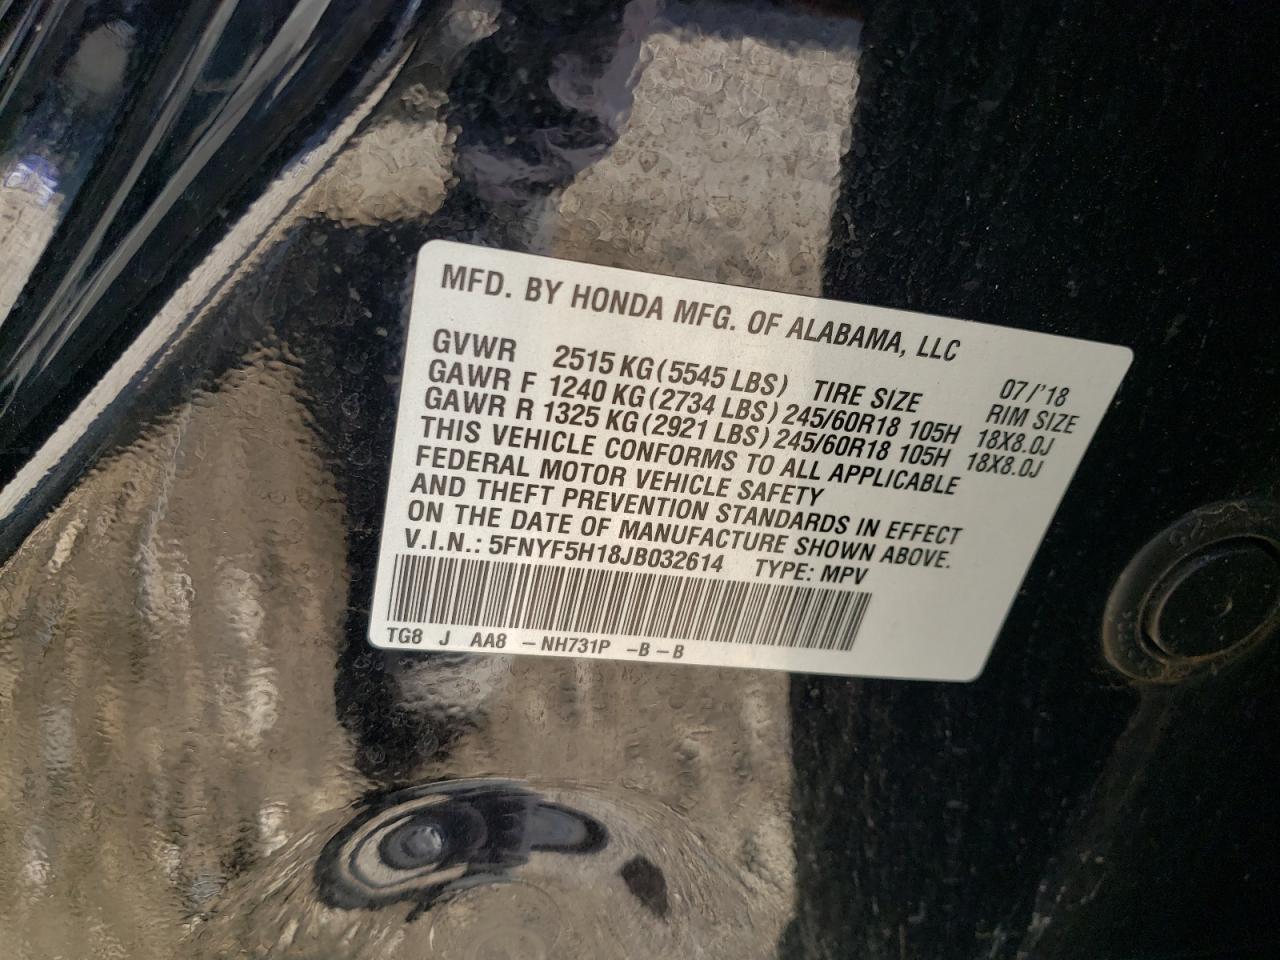 MFD. BY HONDA MFG. OF ALABAMA, LLC
07/'18
GVWR 2515 KG (5545 LBS) TIRE SIZE RIM SIZE
GAWR F 1240 KG (2734 LBS) 245/60R18 105H 18X8.0J
GAWR R 1325 KG (2921 LBS) 245/60R18 105H 18X8.0J
THIS VEHICLE CONFORMS TO ALL APPLICABLE
FEDERAL MOTOR VEHICLE SAFETY
AND THEFT PREVENTION STANDARDS IN EFFECT
ON THE DATE OF MANUFACTURE SHOWN ABOVE.
V.I.N.: 5FNYF5H18JB032614 TYPE: MPV
TG8 J AA8 -NH731P -B-B